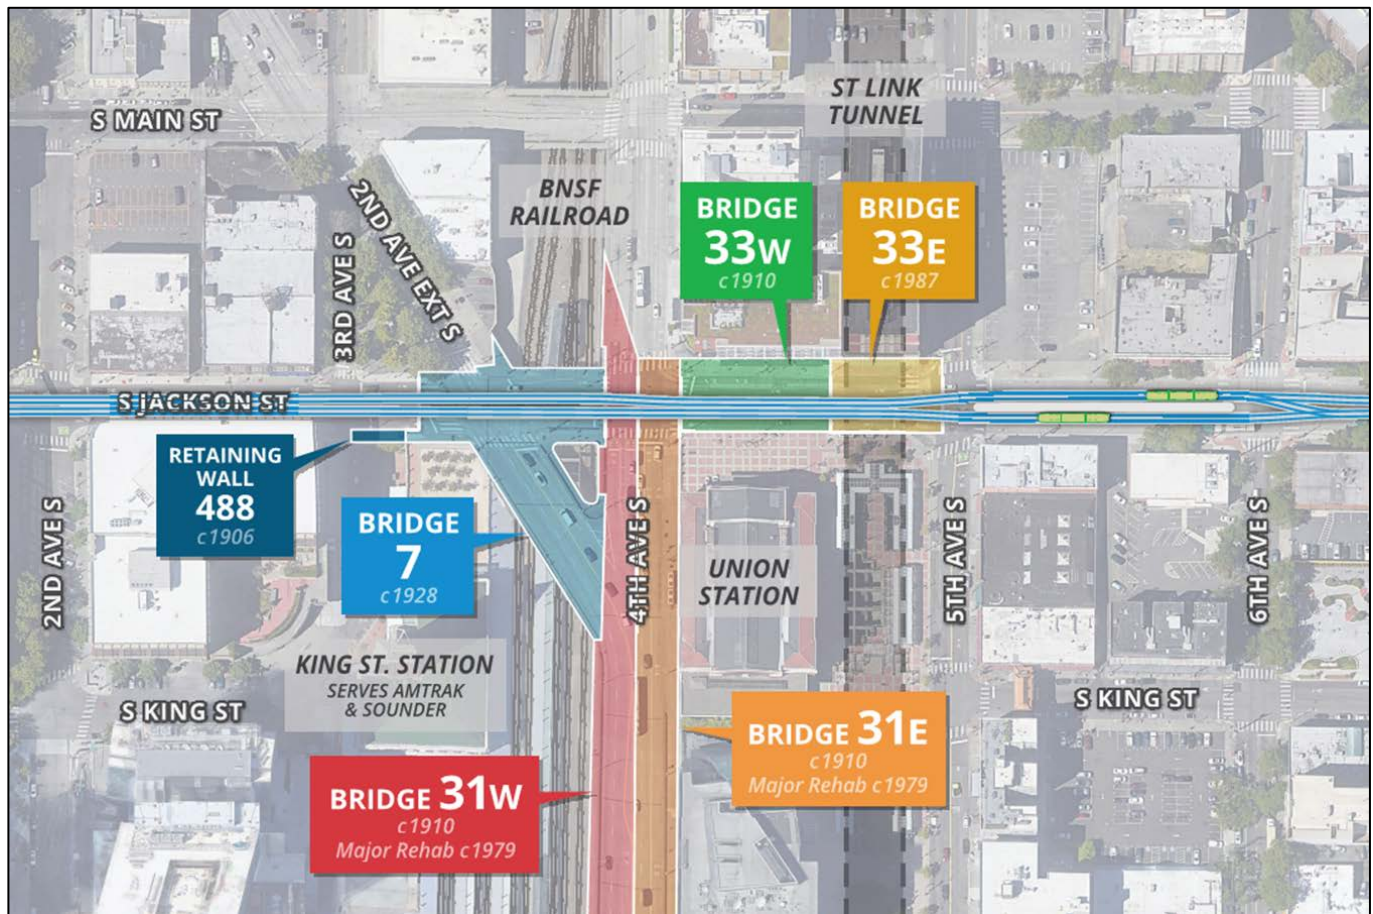 S MAIN ST
ST LINK
TUNNEL
BNSF
RAILROAD
2ND AVE EXT S
3RD AVE S
BRIDGE
33W
c1910
BRIDGE
33E
c1987
S JACKSON ST
RETAINING
WALL
488
c1906
BRIDGE
7
c1928
2ND AVE S
4TH AVE S
UNION
STATION
5TH AVE S
6TH AVE S
KING ST. STATION
SERVES AMTRAK
& SOUNDER
S KING ST
S KING ST
BRIDGE 31W
c1910
Major Rehab c1979
BRIDGE 31E
c1910
Major Rehab c1979